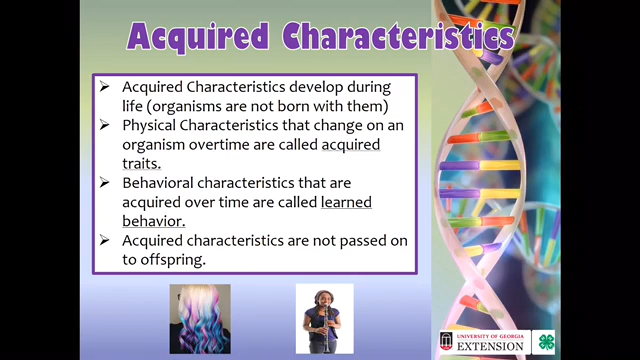 Acquired Characteristics
➢ Acquired Characteristics develop during
life (organisms are not born with them)
➢ Physical Characteristics that change on an
organism overtime are called acquired
traits.
➢ Behavioral characteristics that are
acquired over time are called learned
behavior.
➢ Acquired characteristics are not passed on
to offspring.
UNIVERSITY OF GEORGIA
EXTENSION